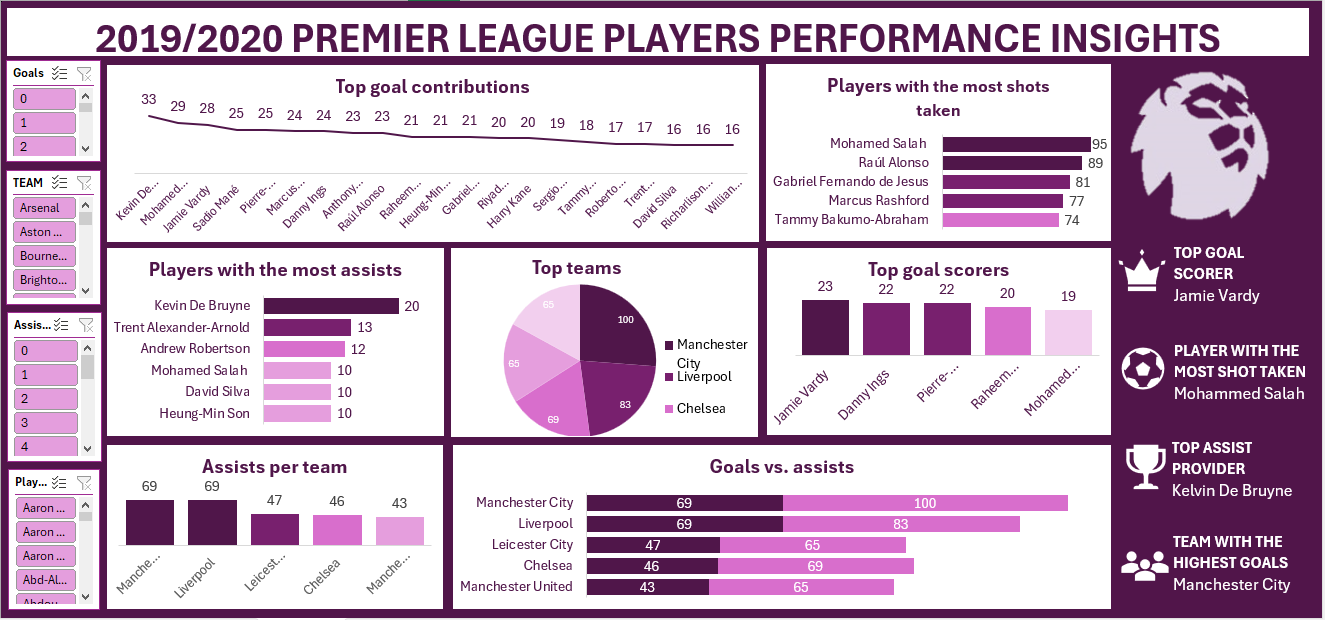 2019/2020 PREMIER LEAGUE PLAYERS PERFORMANCE INSIGHTS
Goals
0
1
2
TEAM
Arsenal
Aston ...
Bourne...
Brighto...
Assis...
0
1
2
3
4
Play...
Aaron ...
Aaron ...
Aaron ...
Abd-Al...
Abdou...
Top goal contributions
33 29 28 25 25 24 24 23 23 21 21 21 20 20 19 18 17 17 16 16 16
Kevin De... Mohamed... Jamie Vardy Sadio Mané Pierre-... Marcus... Danny Ings Anthony... Raúl Alonso Raheem... Heung-Min... Gabriel... Riyad... Harry Kane Sergio... Tammy... Roberto... Trent... David Silva Richarlison... Willian...
Players with the most shots
taken
Mohamed Salah 95
Raúl Alonso 89
Gabriel Fernando de Jesus 81
Marcus Rashford 77
Tammy Bakumo-Abraham 74
Players with the most assists
Kevin De Bruyne 20
Trent Alexander-Arnold 13
Andrew Robertson 12
Mohamed Salah 10
David Silva 10
Heung-Min Son 10
Top teams
100
83
69
65
65
Manchester
City
Liverpool
Chelsea
Top goal scorers
23 22 22 20 19
Jamie Vardy Danny Ings Pierre-... Raheem... Mohamed...
Assists per team
69 69 47 46 43
Manche... Liverpool Leicest... Chelsea Manche...
Goals vs. assists
Manchester City 69 100
Liverpool 69 83
Leicester City 47 65
Chelsea 46 69
Manchester United 43 65
TOP GOAL
SCORER
Jamie Vardy
PLAYER WITH THE
MOST SHOT TAKEN
Mohammed Salah
TOP ASSIST
PROVIDER
Kelvin De Bruyne
TEAM WITH THE
HIGHEST GOALS
Manchester City